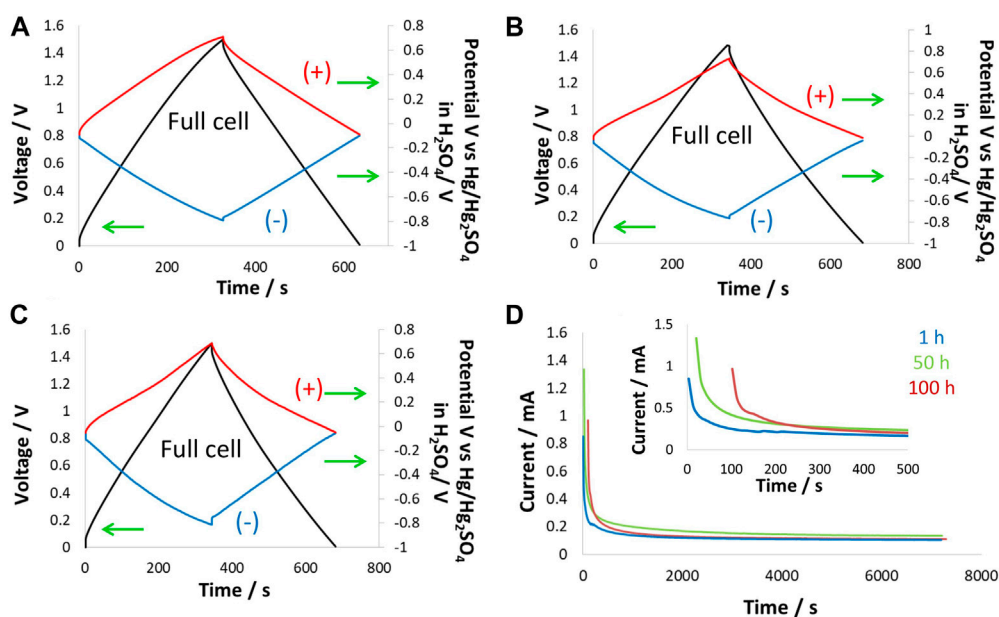 A
Voltage / V
1.6
1.4
1.2
1
0.8
0.6
0.4
0.2
0
0 200 400 600
Time / s
Full cell
(+)
(-)
0.8
0.6
0.4
0.2
0
-0.2
-0.4
-0.6
-0.8
-1
Potential V vs Hg/Hg₂SO₄
in H₂SO₄/ V
B
Voltage / V
1.6
1.4
1.2
1
0.8
0.6
0.4
0.2
0
0 200 400 600 800
Time / s
Full cell
(+)
(-)
1
0.8
0.6
0.4
0.2
0
-0.2
-0.4
-0.6
-0.8
-1
Potential V vs Hg/Hg₂SO₄
in H₂SO₄/ V
C
Voltage / V
1.6
1.4
1.2
1
0.8
0.6
0.4
0.2
0
0 200 400 600 800
Time / s
Full cell
(+)
(-)
0.8
0.6
0.4
0.2
0
-0.2
-0.4
-0.6
-0.8
-1
Potential V vs Hg/Hg₂SO₄
in H₂SO₄/ V
D
Current / mA
1.6
1.4
1.2
1
0.8
0.6
0.4
0.2
0
0 2000 4000 6000 8000
Time / s
Current / mA
1.5
1
0.5
0
0 100 200 300 400 500
Time / s
1 h
50 h
100 h